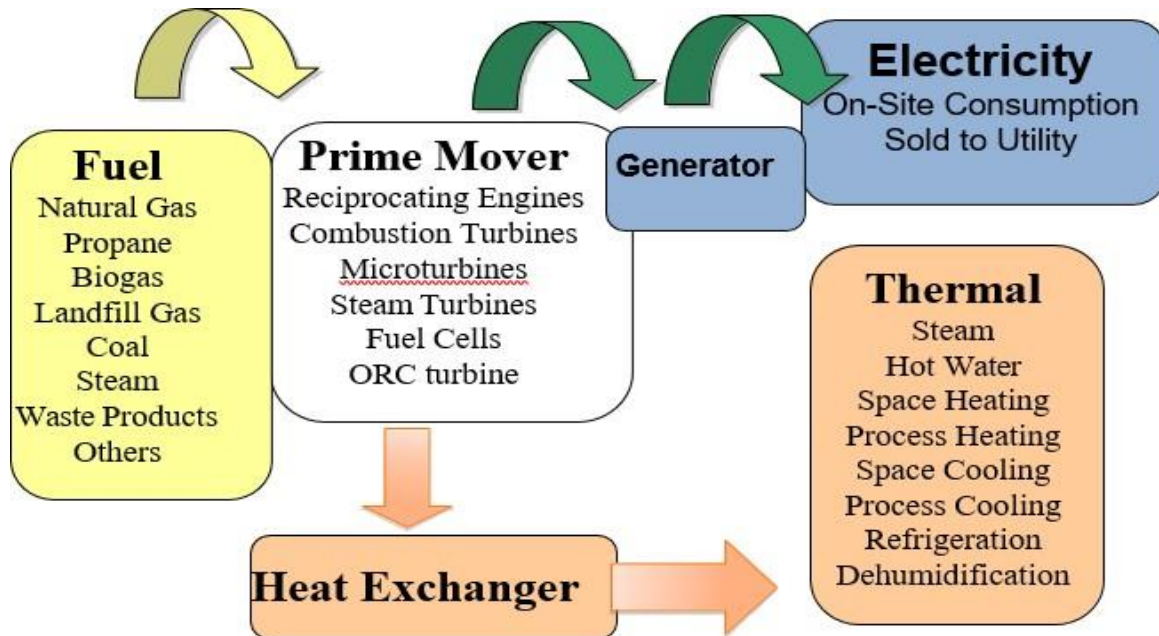 Fuel
Natural Gas
Propane
Biogas
Landfill Gas
Coal
Steam
Waste Products
Others
Prime Mover
Reciprocating Engines
Combustion Turbines
Microturbines
Steam Turbines
Fuel Cells
ORC turbine
Generator
Electricity
On-Site Consumption
Sold to Utility
Heat Exchanger
Thermal
Steam
Hot Water
Space Heating
Process Heating
Space Cooling
Process Cooling
Refrigeration
Dehumidification